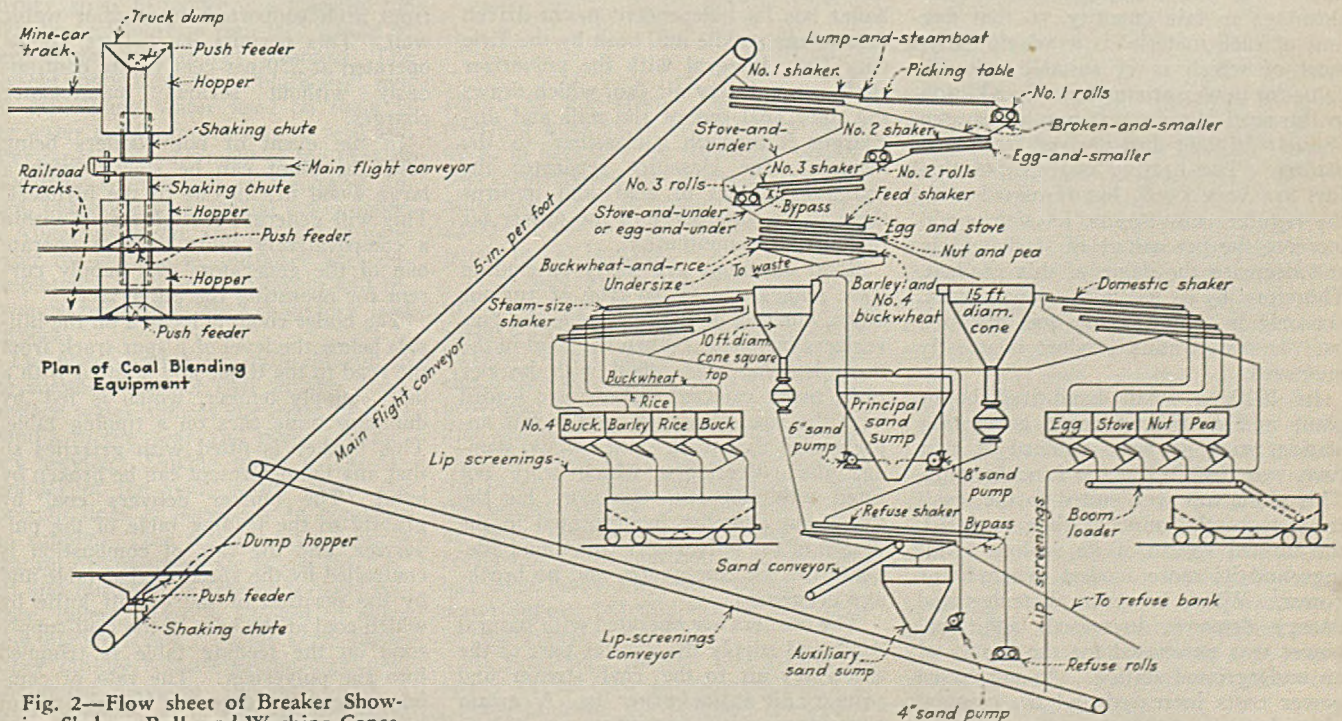 Truck dump
Mine-car
track
Push feeder
Hopper
Shaking chute
Main flight conveyor
Railroad
tracks
Shaking chute
Hopper
Push feeder
Hopper
Push feeder
Plan of Coal Blending
Equipment
5-in. per foot
Main flight conveyor
Dump hopper
Push feeder
Shaking chute
Lump-and-steamboat
No. 1 shaker
Picking table
No. 1 rolls
Stove-and-
under
No. 2 shaker
Broken-and-smaller
Egg-and-smaller
No. 3 shaker
No. 2 rolls
No. 3 rolls
Bypass
Feed shaker
Stove-and-under
or egg-and-under
Egg and stove
Nut and pea
Buckwheat-and-rice
Undersize
To waste
Barley and
No. 4
buckwheat
Steam-size
shaker
10 ft. diam.
cone square
top
15 ft.
diam.
cone
Domestic shaker
Buckwheat
Rice
Principal
sand
sump
No. 4
Buck.
Barley
Rice
Buck
6" sand
pump
8" sand
pump
Egg
Stove
Nut
Pea
Lip screenings
Refuse shaker
Bypass
Boom
loader
Sand conveyor
Lip screenings
To refuse bank
Lip-screenings
conveyor
Auxiliary
sand sump
Refuse rolls
4" sand pump
Fig. 2—Flow sheet of Breaker Show-